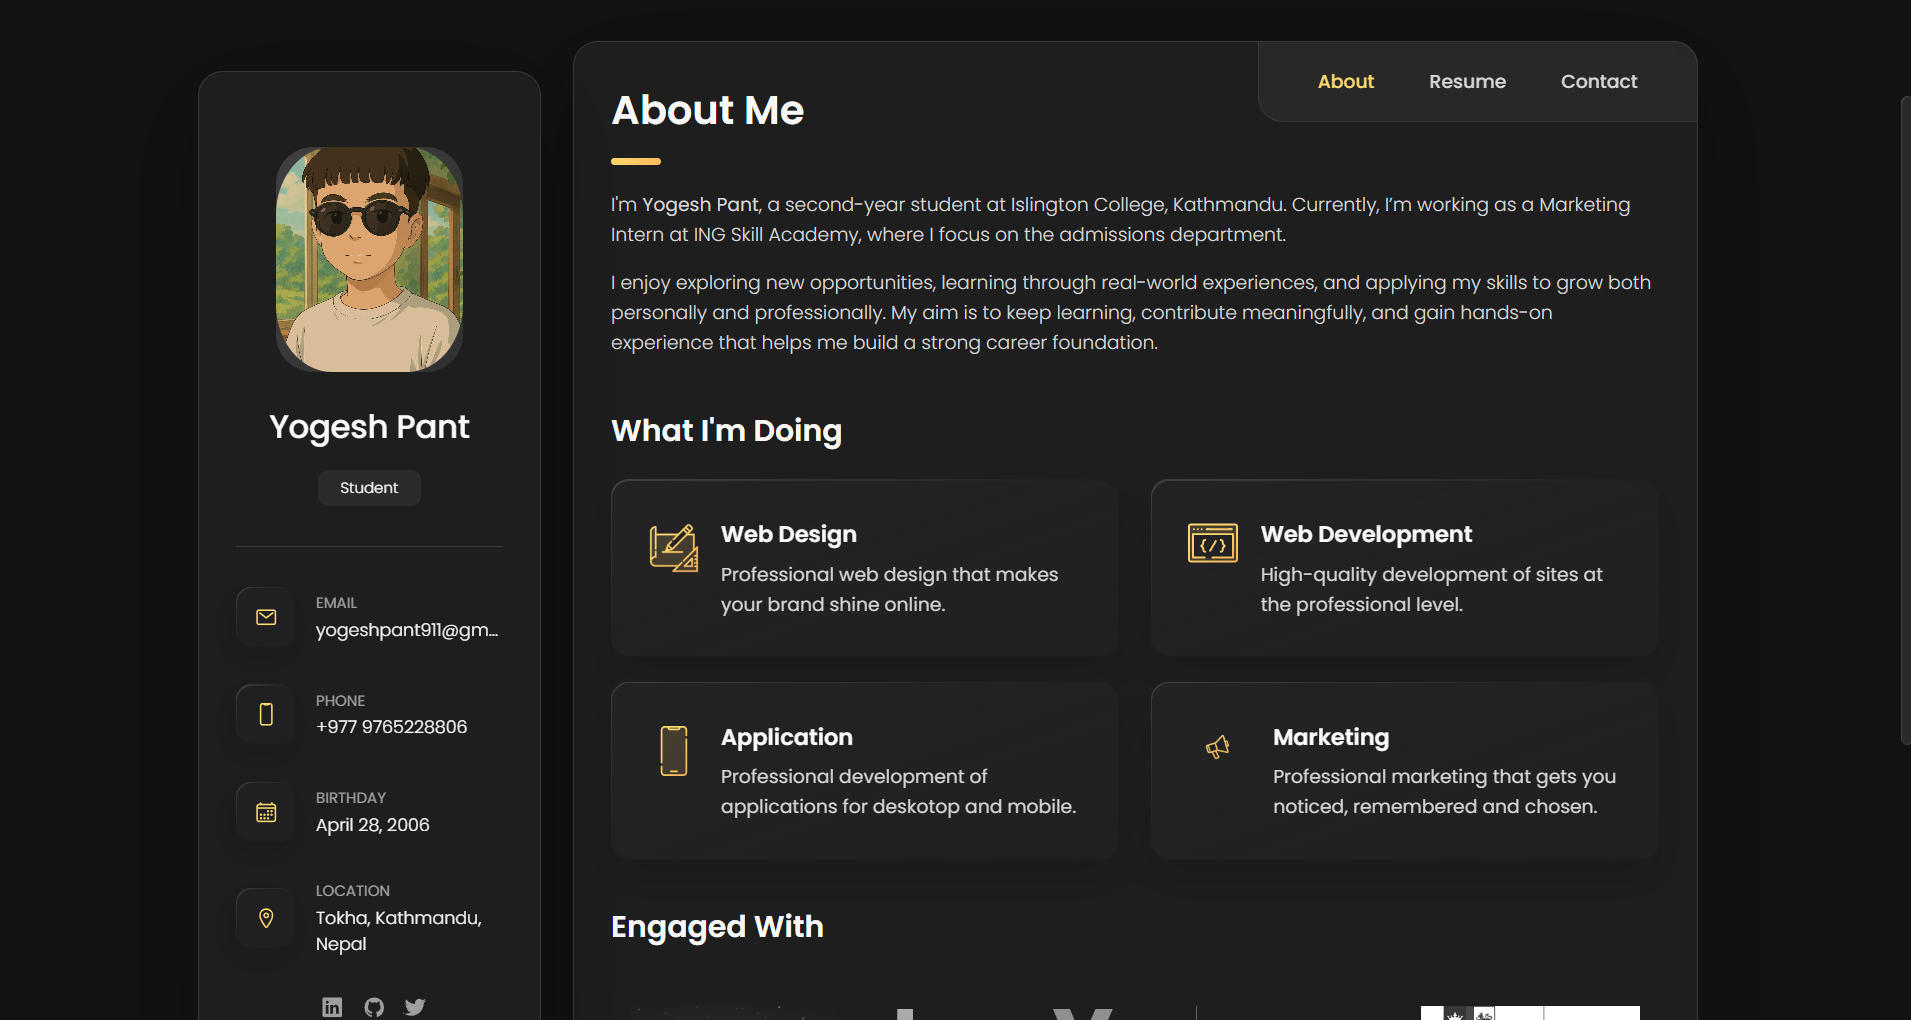 About
Resume
Contact
Yogesh Pant
Student
EMAIL
yogeshpant911@gm...
PHONE
+977 9765228806
BIRTHDAY
April 28, 2006
LOCATION
Tokha, Kathmandu,
Nepal
About Me
I'm Yogesh Pant, a second-year student at Islington College, Kathmandu. Currently, I’m working as a Marketing
Intern at ING Skill Academy, where I focus on the admissions department.
I enjoy exploring new opportunities, learning through real-world experiences, and applying my skills to grow both
personally and professionally. My aim is to keep learning, contribute meaningfully, and gain hands-on
experience that helps me build a strong career foundation.
What I'm Doing
Web Design
Professional web design that makes
your brand shine online.
Web Development
High-quality development of sites at
the professional level.
Application
Professional development of
applications for deskotop and mobile.
Marketing
Professional marketing that gets you
noticed, remembered and chosen.
Engaged With